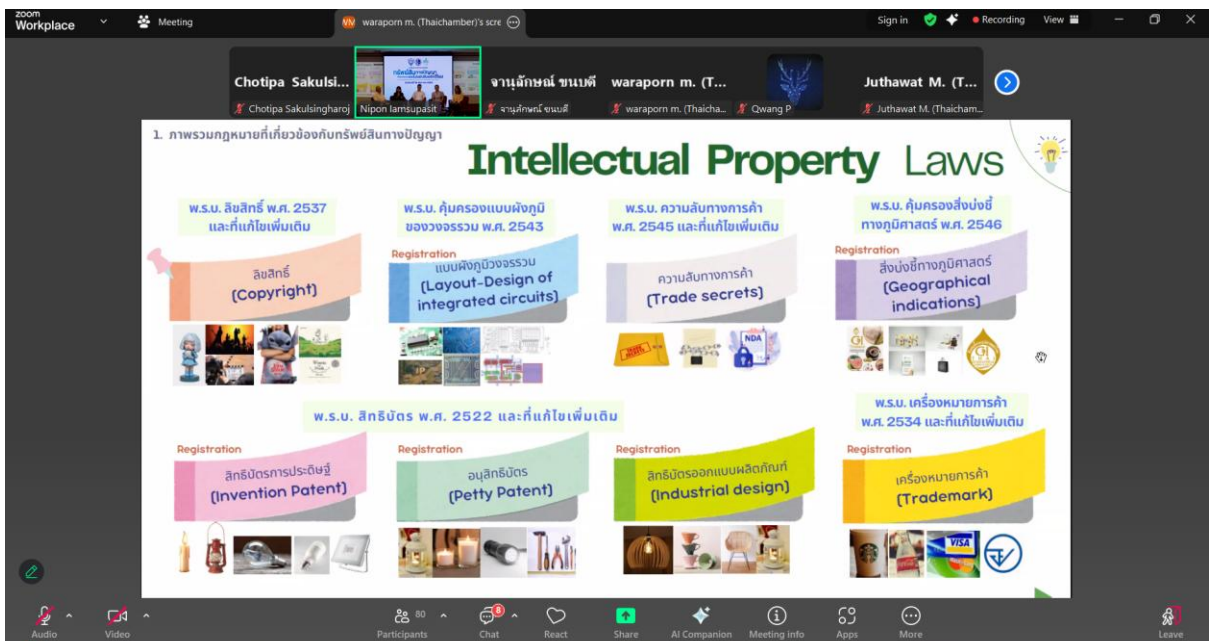 zoom
Workplace
Meeting
VM waraporn m. (Thaichamber)'s scre
Sign in
Recording
View
Chotipa Sakulsi...
จานุลักษณ์ ขนบดี
waraporn m. (T...
Juthawat M. (T...
Chotipa Sakulsingharoj
Nipon Iamsupasit
จานุลักษณ์ ขนบดี
waraporn m. (Thaicha...
Qwang P
Juthawat M. (Thaicham...
1. ภาพรวมกฎหมายที่เกี่ยวข้องกับทรัพย์สินทางปัญญา
Intellectual Property Laws
พ.ร.บ. ลิขสิทธิ์ พ.ศ. 2537
และที่แก้ไขเพิ่มเติม
ลิขสิทธิ์
(Copyright)
พ.ร.บ. คุ้มครองแบบผังภูมิ
ของวงจรรวม พ.ศ. 2543
Registration
แบบผังภูมิวงจรรวม
(Layout-Design of
integrated circuits)
พ.ร.บ. ความลับทางการค้า
พ.ศ. 2545 และที่แก้ไขเพิ่มเติม
ความลับทางการค้า
(Trade secrets)
TRADE SECRETS
NDA
พ.ร.บ. คุ้มครองสิ่งบ่งชี้
ทางภูมิศาสตร์ พ.ศ. 2546
Registration
สิ่งบ่งชี้ทางภูมิศาสตร์
(Geographical
indications)
GI
GI
พ.ร.บ. สิทธิบัตร พ.ศ. 2522 และที่แก้ไขเพิ่มเติม
Registration
สิทธิบัตรการประดิษฐ์
(Invention Patent)
Registration
อนุสิทธิบัตร
(Petty Patent)
Registration
สิทธิบัตรออกแบบผลิตภัณฑ์
(Industrial design)
พ.ร.บ. เครื่องหมายการค้า
พ.ศ. 2534 และที่แก้ไขเพิ่มเติม
Registration
เครื่องหมายการค้า
(Trademark)
VISA
Audio
Video
80
Participants
8
Chat
React
Share
AI Companion
Meeting info
Apps
More
Leave